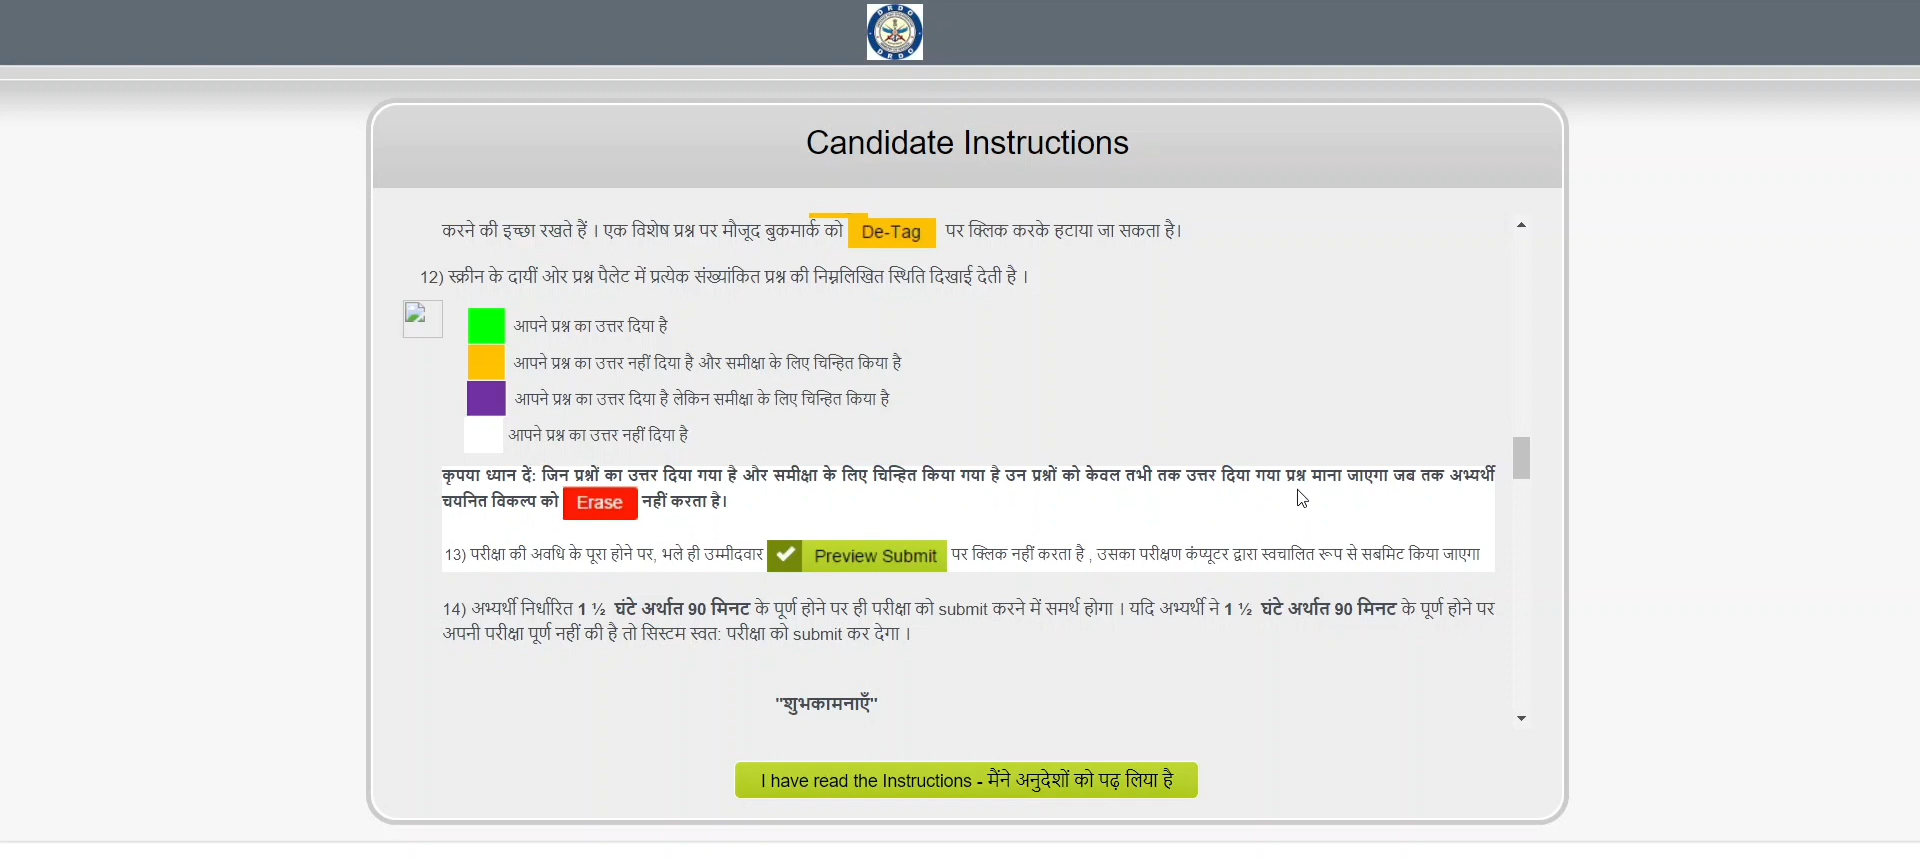 DRDO
DRDO
Candidate Instructions
करने की इच्छा रखते हैं । एक विशेष प्रश्न पर मौजूद बुकमार्क को De-Tag पर क्लिक करके हटाया जा सकता है।
12) स्क्रीन के दायीं ओर प्रश्न पैलेट में प्रत्येक संख्यांकित प्रश्न की निम्नलिखित स्थिति दिखाई देती है ।
आपने प्रश्न का उत्तर दिया है
आपने प्रश्न का उत्तर नहीं दिया है और समीक्षा के लिए चिन्हित किया है
आपने प्रश्न का उत्तर दिया है लेकिन समीक्षा के लिए चिन्हित किया है
आपने प्रश्न का उत्तर नहीं दिया है
कृपया ध्यान दें: जिन प्रश्नों का उत्तर दिया गया है और समीक्षा के लिए चिन्हित किया गया है उन प्रश्नों को केवल तभी तक उत्तर दिया गया प्रश्न माना जाएगा जब तक अभ्यर्थी
चयनित विकल्प को Erase नहीं करता है।
13) परीक्षा की अवधि के पूरा होने पर, भले ही उम्मीदवार Preview Submit पर क्लिक नहीं करता है , उसका परीक्षण कंप्यूटर द्वारा स्वचालित रूप से सबमिट किया जाएगा
14) अभ्यर्थी निर्धारित 1 ½ घंटे अर्थात 90 मिनट के पूर्ण होने पर ही परीक्षा को submit करने में समर्थ होगा । यदि अभ्यर्थी ने 1 ½ घंटे अर्थात 90 मिनट के पूर्ण होने पर
अपनी परीक्षा पूर्ण नहीं की है तो सिस्टम स्वत: परीक्षा को submit कर देगा ।
"शुभकामनाएँ"
I have read the Instructions - मैंने अनुदेशों को पढ़ लिया है